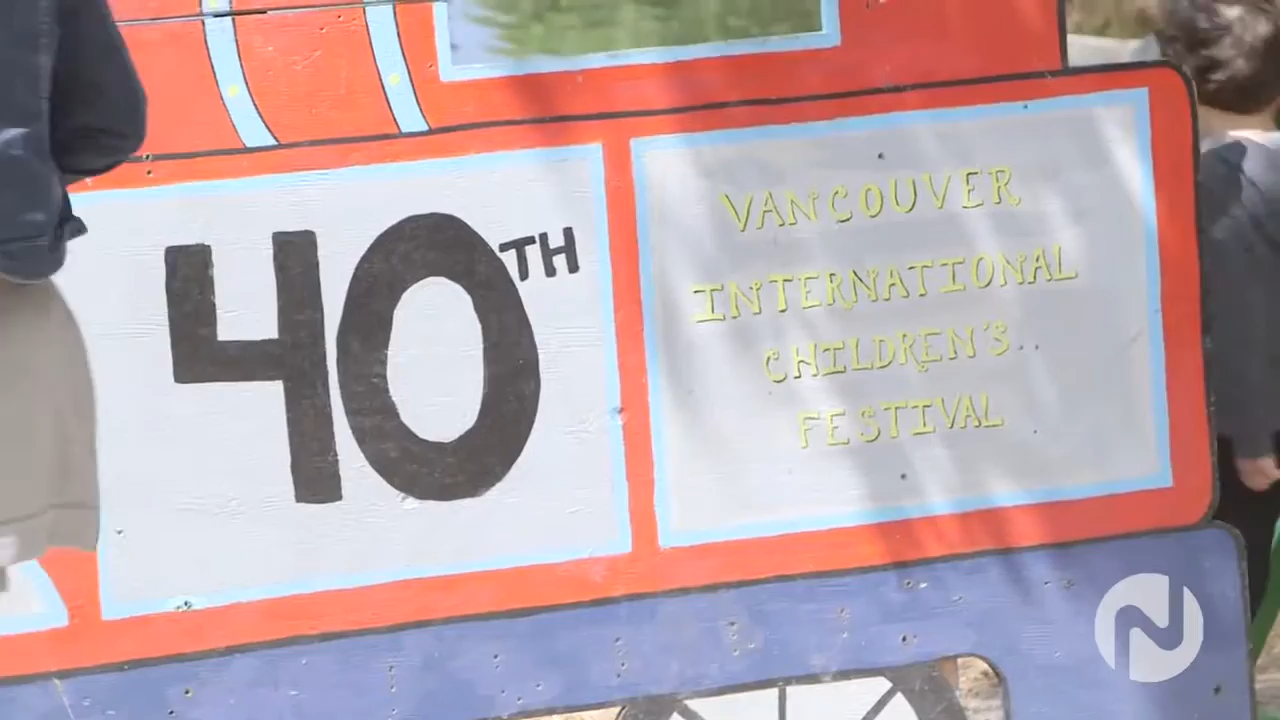 40TH
VANCOUVER
INTERNATIONAL
CHILDREN'S
FESTIVAL